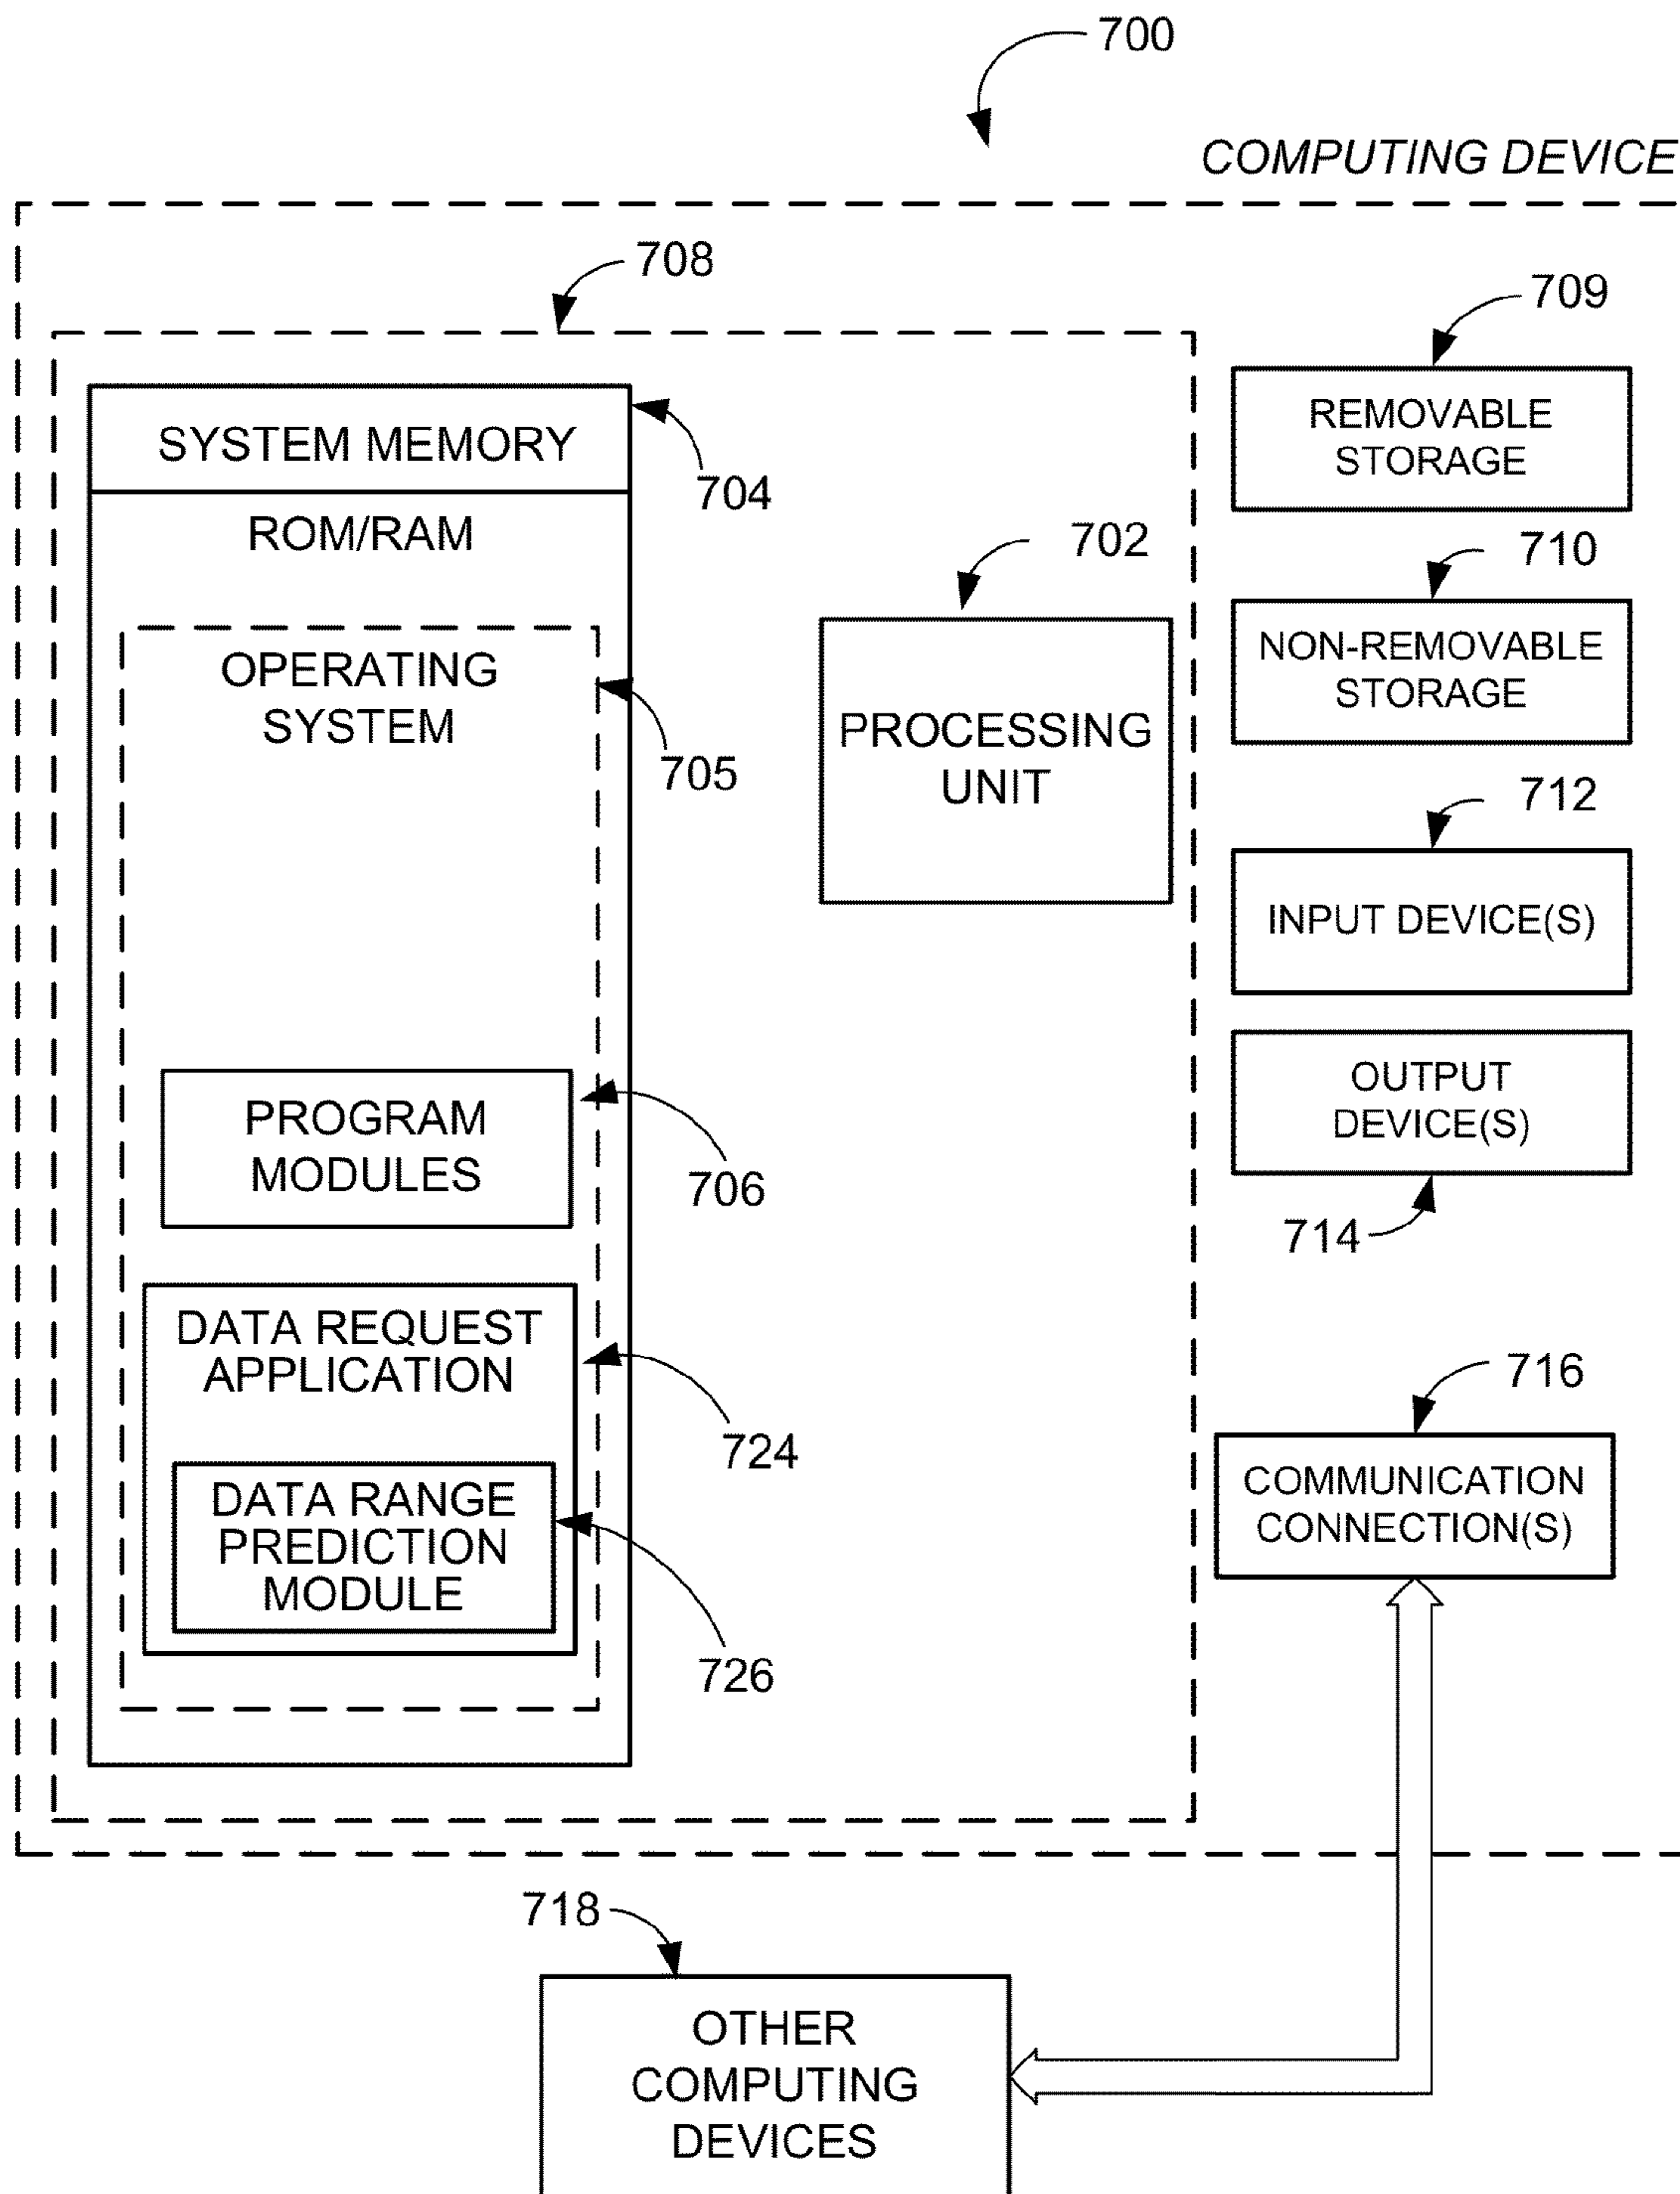 700
COMPUTING DEVICE
708
709
SYSTEM MEMORY
704
ROM/RAM
REMOVABLE
STORAGE
702
710
OPERATING
SYSTEM
705
PROCESSING
UNIT
NON-REMOVABLE
STORAGE
712
INPUT DEVICE(S)
OUTPUT
DEVICE(S)
714
PROGRAM
MODULES
706
DATA REQUEST
APPLICATION
724
DATA RANGE
PREDICTION
MODULE
726
716
COMMUNICATION
CONNECTION(S)
718
OTHER
COMPUTING
DEVICES